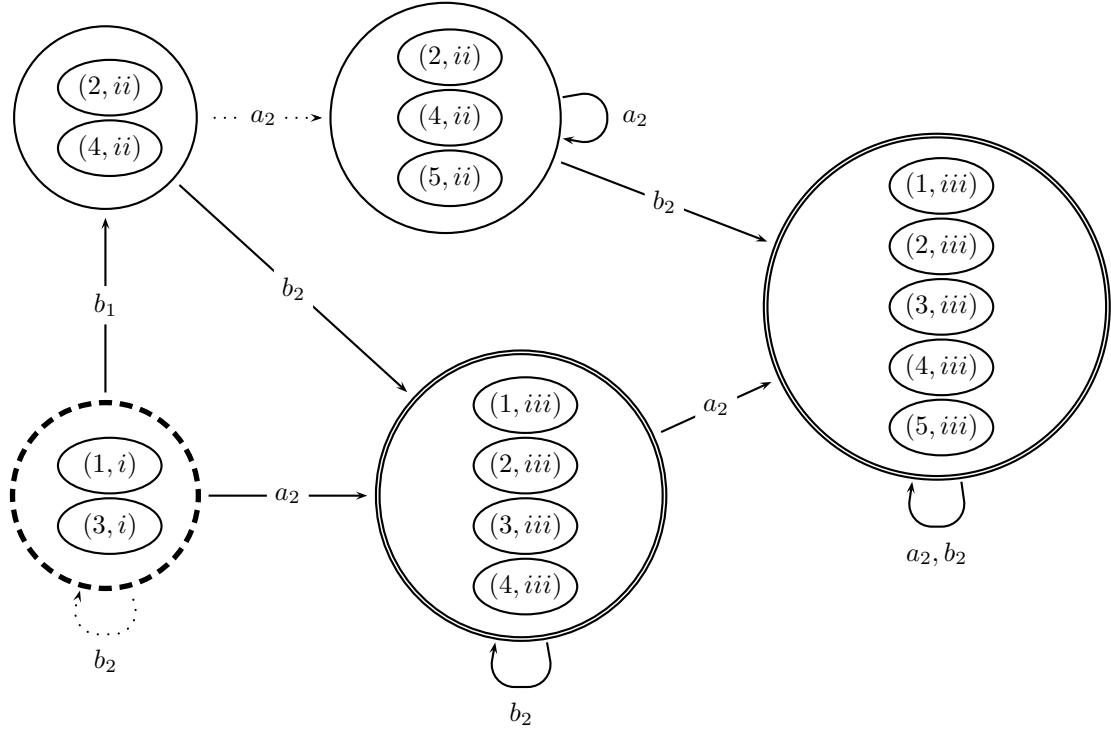 (2, ii)
(4, ii)
a₂
(2, ii)
(4, ii)
(5, ii)
a₂
b₂
(1, iii)
(2, iii)
(3, iii)
(4, iii)
(5, iii)
a₂, b₂
b₁
b₂
(1, i)
(3, i)
b₂
a₂
(1, iii)
(2, iii)
(3, iii)
(4, iii)
b₂
a₂